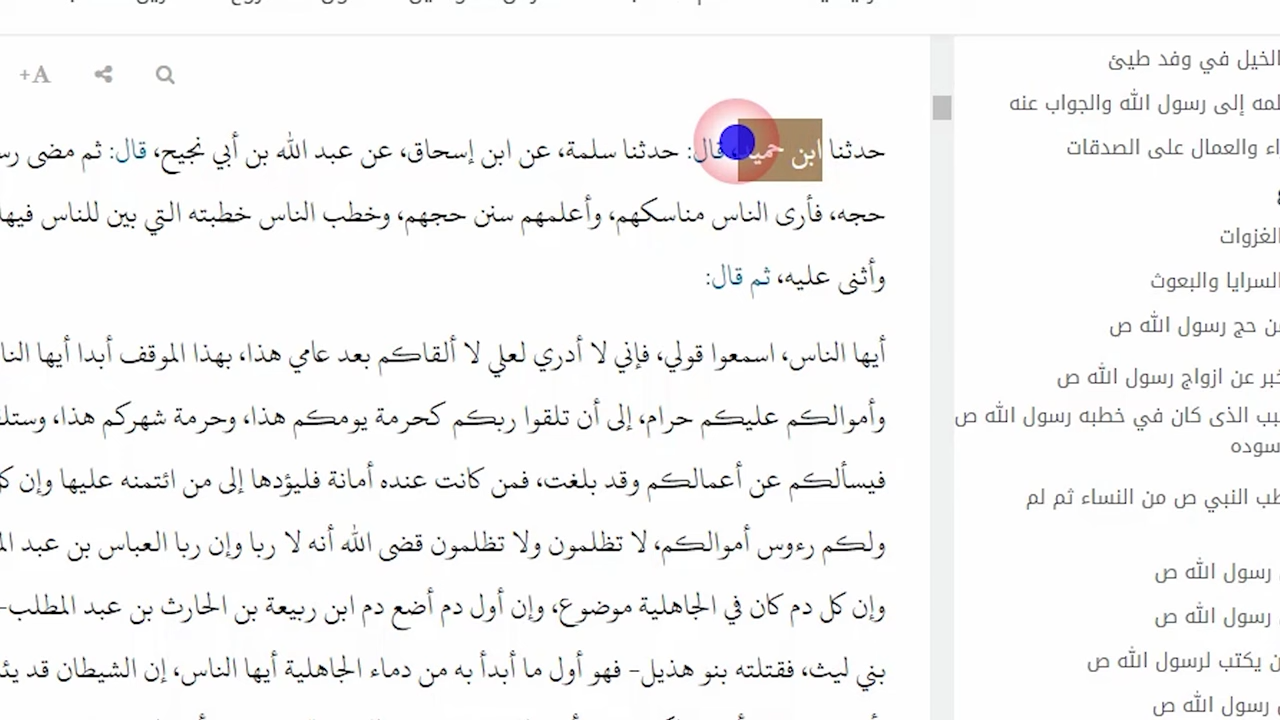 حدثنا ابن حميد، قال: حدثنا سلمة، عن ابن إسحاق، عن عبد الله بن أبي نجيح، قال: ثم مضى
حجه، فأرى الناس مناسكهم، وأعلمهم سنن حجهم، وخطب الناس خطبته التي بين للناس فيها
وأثنى عليه، ثم قال:
أيها الناس، اسمعوا قولي، فإني لا أدري لعلي لا ألقاكم بعد عامي هذا، بهذا الموقف أبدا أيها
وأموالكم عليكم حرام، إلى أن تلقوا ربكم كحرمة يومكم هذا، وحرمة شهركم هذا،
فيسألكم عن أعمالكم وقد بلغت، فمن كانت عنده أمانة فليؤدها إلى من ائتمنه عليها وإن
ولكم رءوس أموالكم، لا تظلمون ولا تظلمون قضى الله أنه لا ربا وإن ربا العباس بن عبد
وإن كل دم كان في الجاهلية موضوع، وإن أول دم أضع دم ابن ربيعة بن الحارث بن عبد المطلب-
بني ليث، فقتلته بنو هذيل- فهو أول ما أبدأ به من دماء الجاهلية أيها الناس، إن الشيطان قد
+A
الخيل في وفد طيئ
إلى رسول الله والجواب عنه
والعمال على الصدقات
الغزوات
السرايا والبعوث
حج رسول الله ص
عن ازواج رسول الله ص
الذى كان في خطبه رسول الله ص
سوده
النبي ص من النساء ثم لم
رسول الله ص
رسول الله ص
يكتب لرسول الله ص
رسول الله ص